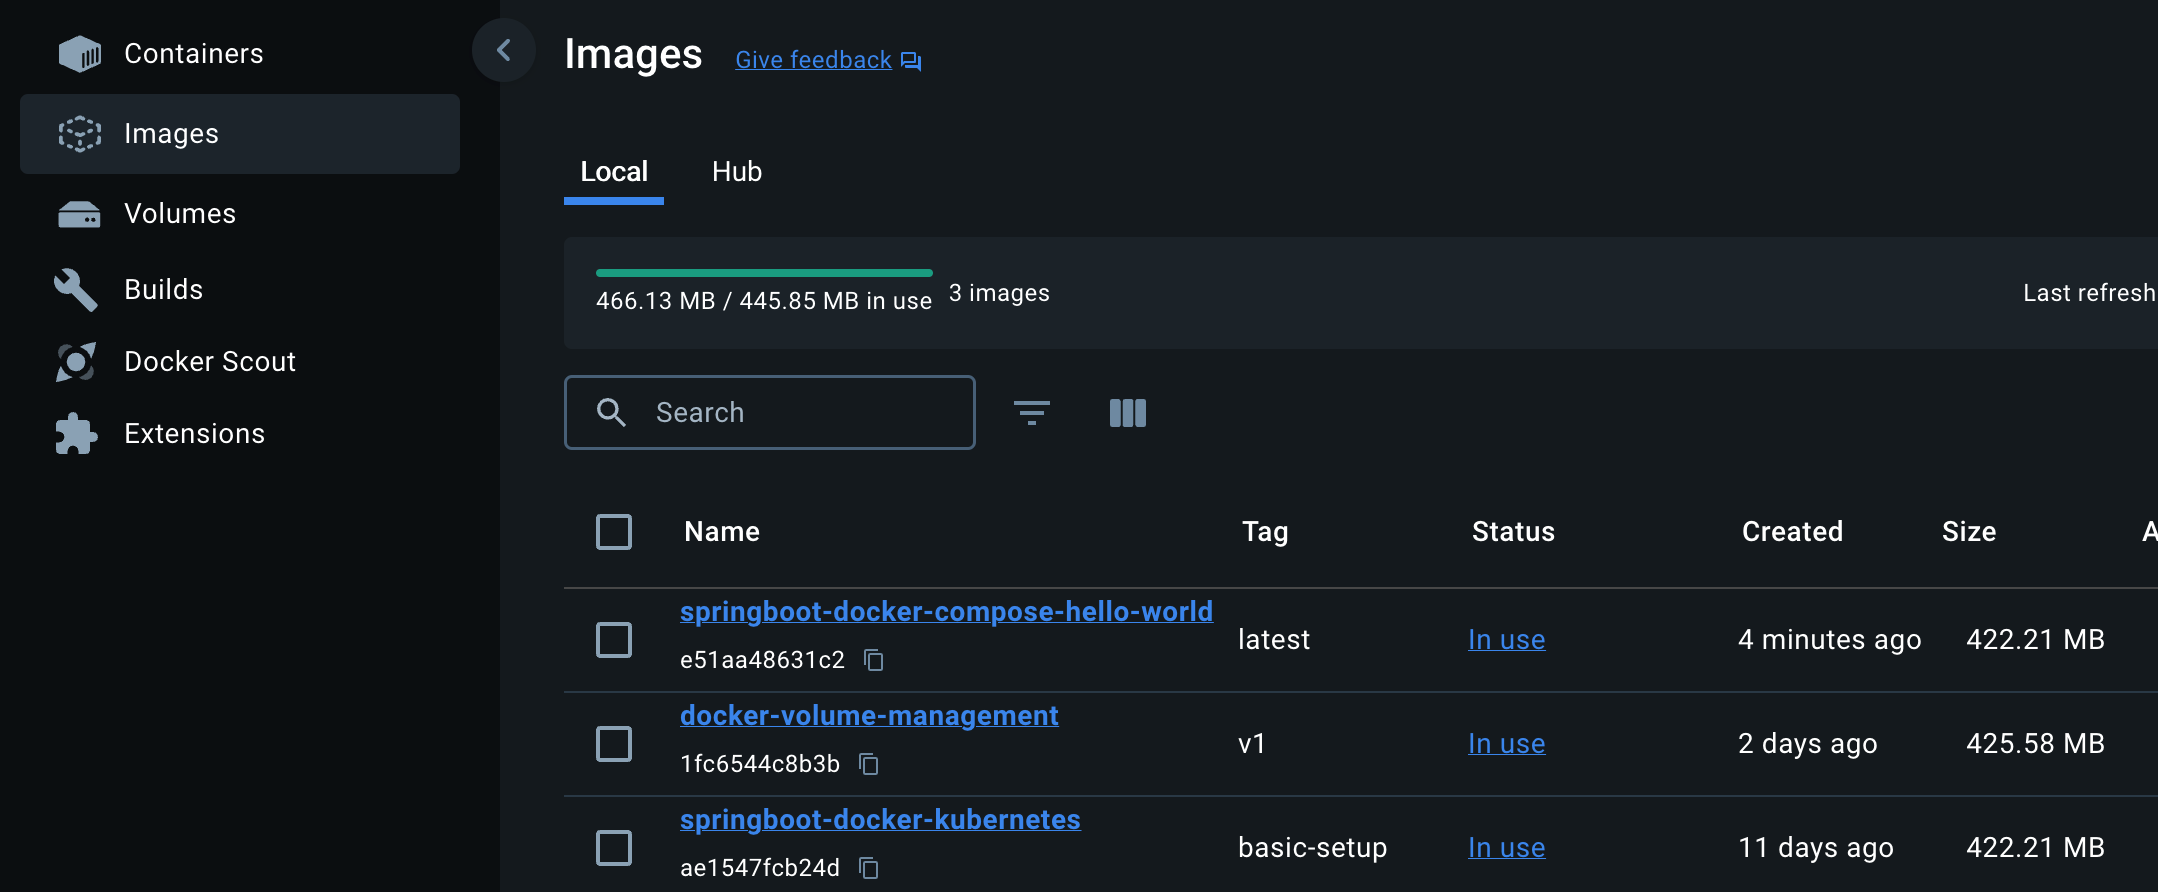 Containers
Images
Volumes
Builds
Docker Scout
Extensions
Images Give feedback
Local Hub
466.13 MB / 445.85 MB in use 3 images Last refresh
Search
Name Tag Status Created Size A
springboot-docker-compose-hello-world
e51aa48631c2
latest In use 4 minutes ago 422.21 MB
docker-volume-management
1fc6544c8b3b
v1 In use 2 days ago 425.58 MB
springboot-docker-kubernetes
ae1547fcb24d
basic-setup In use 11 days ago 422.21 MB